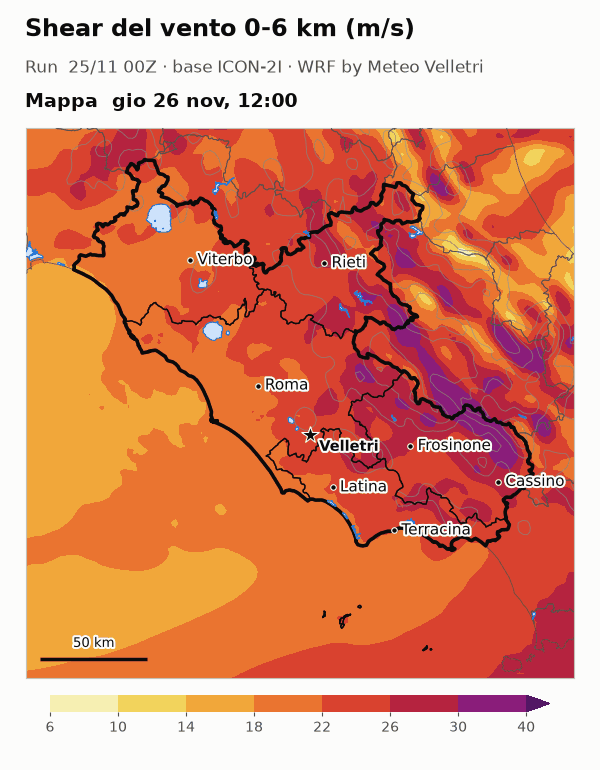 Shear del vento 0-6 km (m/s)
Run  25/11 00Z · base ICON-2I · WRF by Meteo Velletri
Mappa  gio 26 nov, 12:00
Viterbo
Rieti
Roma
Velletri
Frosinone
Latina
Cassino
Terracina
50 km
6 10 14 18 22 26 30 40